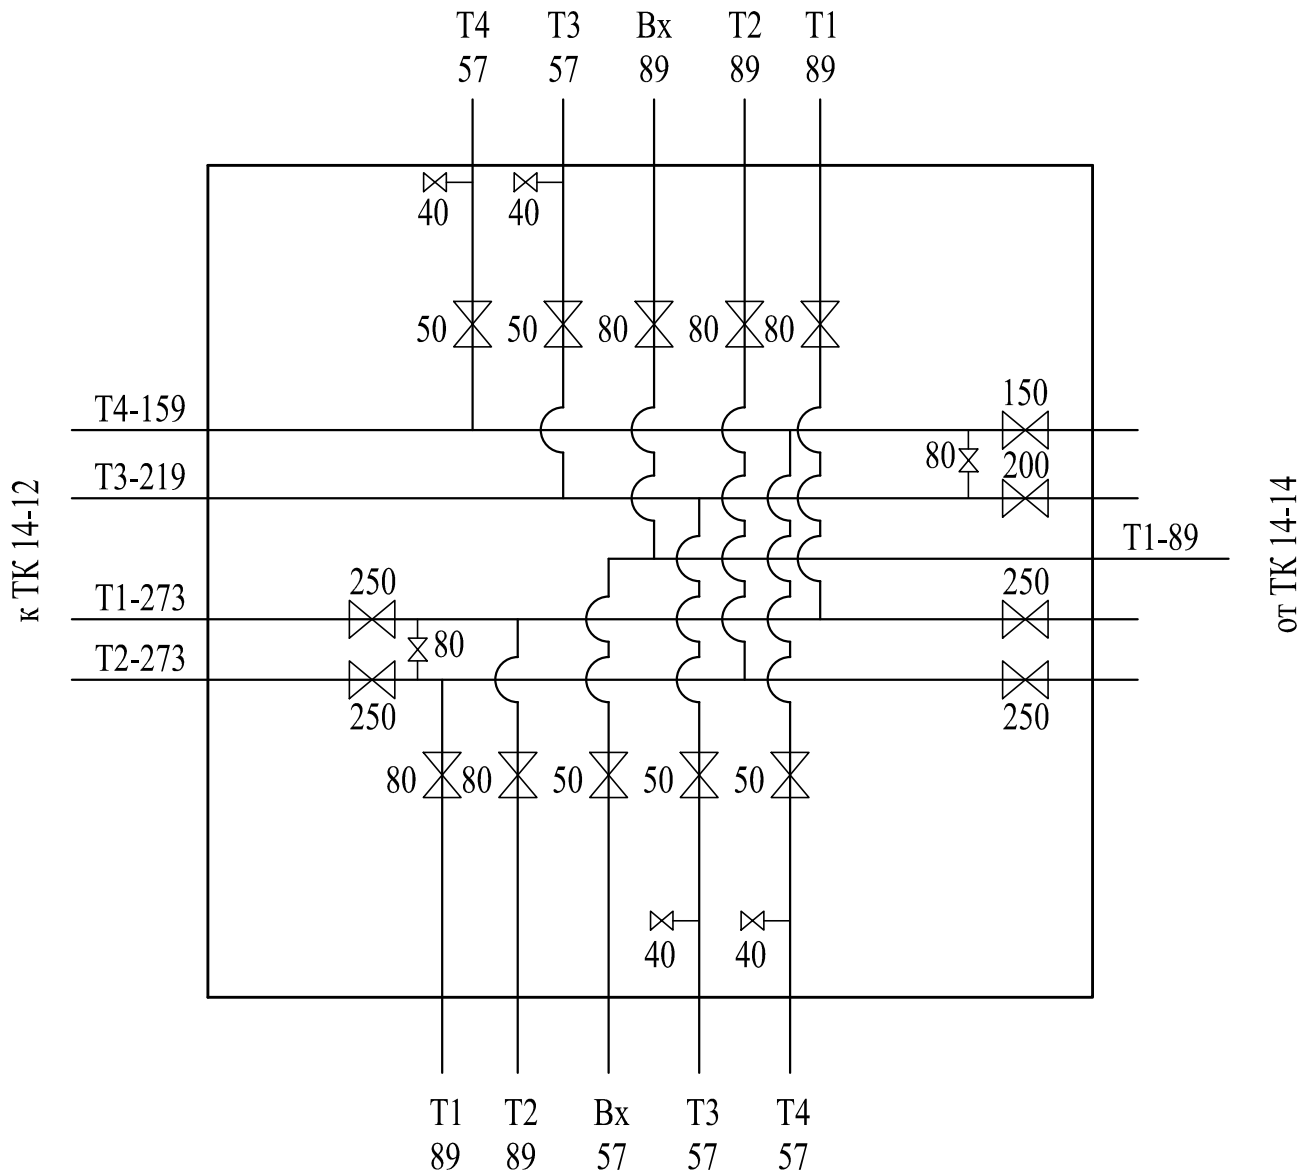 Т4 Т3 Вх Т2 Т1
57 57 89 89 89
40 40
50 50 80 80 80
Т4-159
150
80
Т3-219
200
к ТК 14-12
от ТК 14-14
Т1-89
Т1-273
250
250
80
Т2-273
250
250
80 80 50 50 50
40 40
Т1 Т2 Вх Т3 Т4
89 89 57 57 57